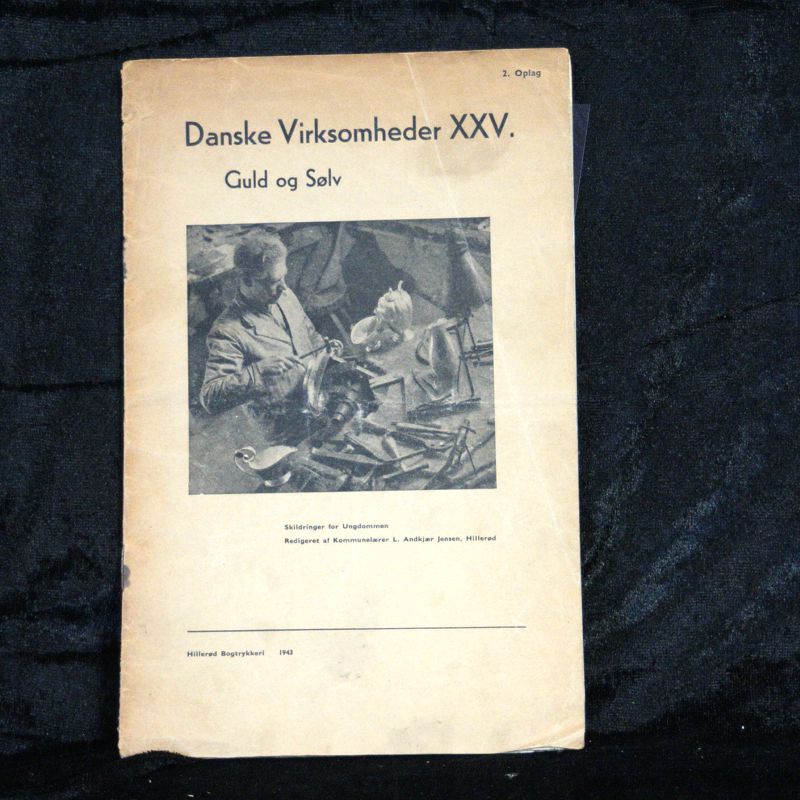 2. Oplag
Danske Virksomheder XXV.
Guld og Sølv
Skildringer for Ungdommen
Redigeret af Kommunelærer L. Andkjær Jensen, Hillerød
Hillerød Bogtrykkeri 1943